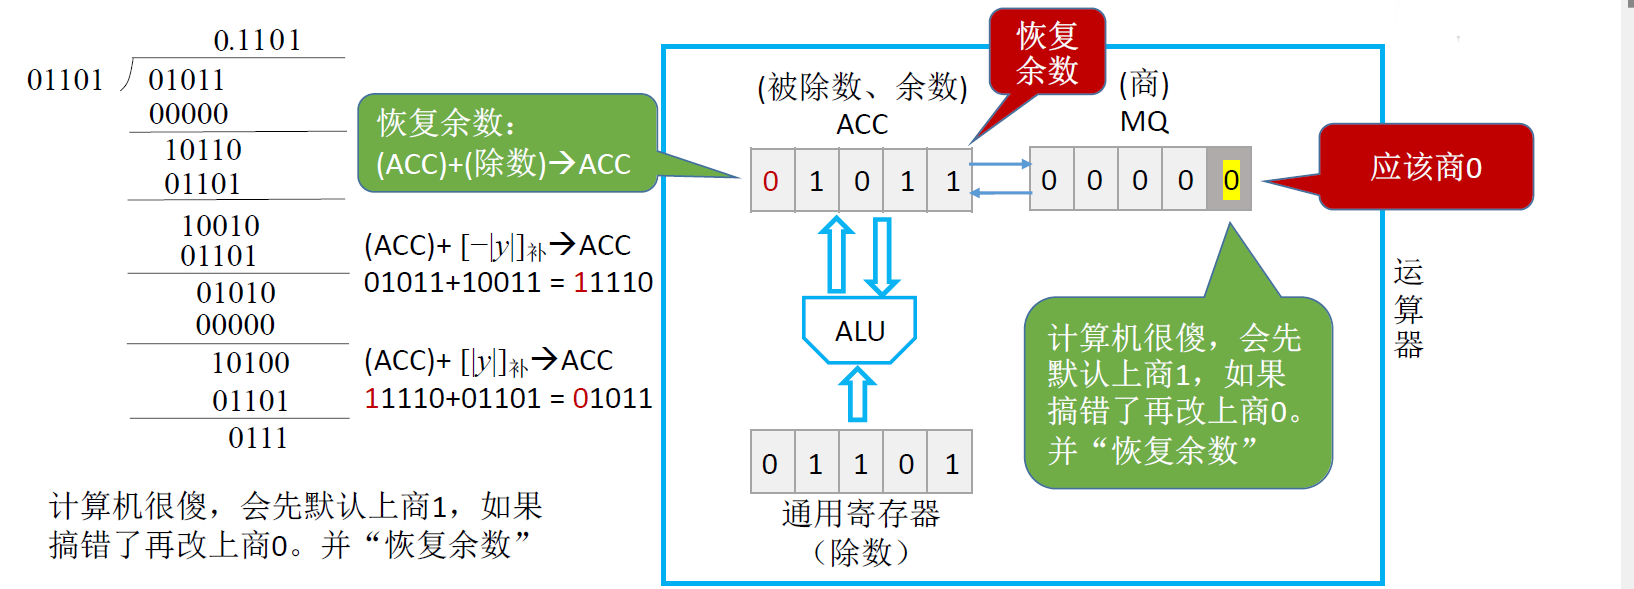 0.1101
01101
01011
00000
10110
01101
10010
01101
01010
00000
10100
01101
0111
计算机很傻，会先默认上商1，如果
搞错了再改上商0。并“恢复余数”
恢复余数：
(ACC)+(除数)→ACC
(ACC)+ [−|y|]补→ACC
01011+10011 = 11110
(ACC)+ [|y|]补→ACC
11110+01101 = 01011
恢复
余数
(被除数、余数)
ACC
(商)
MQ
0 1 0 1 1
0 0 0 0 0
应该商0
ALU
0 1 1 0 1
通用寄存器
（除数）
计算机很傻，会先
默认上商1，如果
搞错了再改上商0。
并“恢复余数”
运
算
器